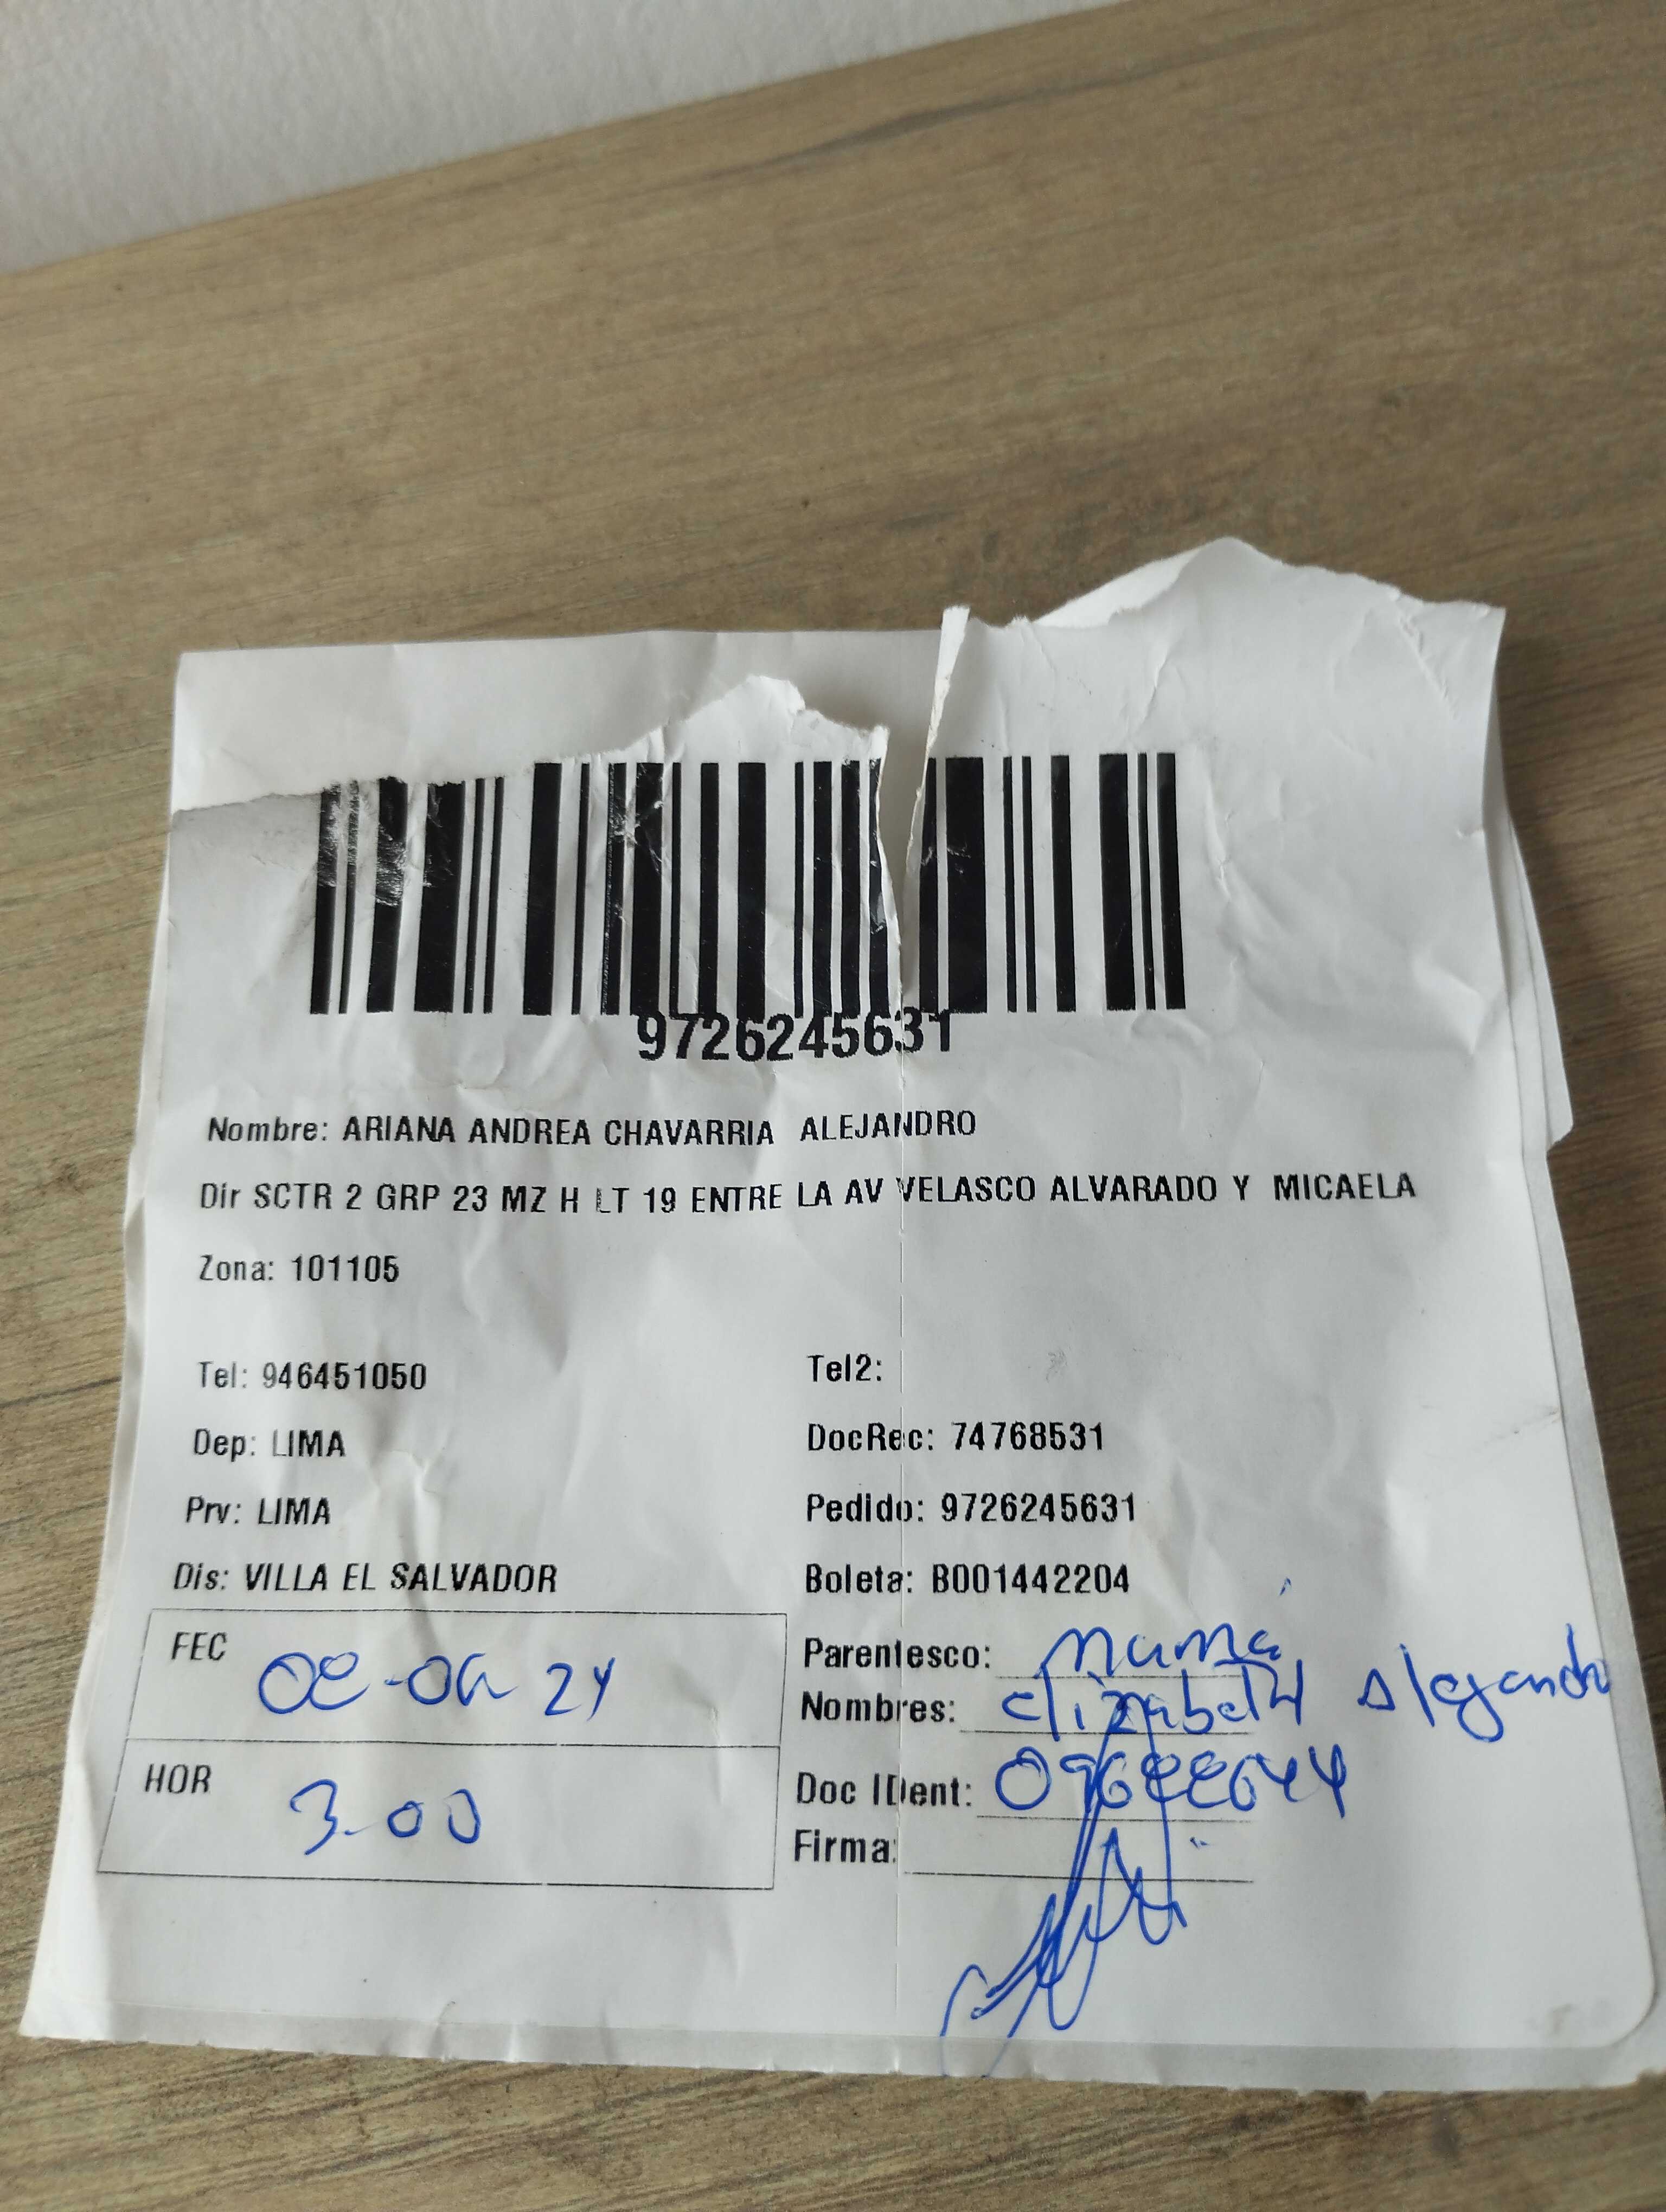 9726245631
Nombre: ARIANA ANDREA CHAVARRIA ALEJANDRO
Dir SCTR 2 GRP 23 MZ H LT 19 ENTRE LA AV VELASCO ALVARADO Y MICAELA
Zona: 101105
Tel: 946451050 Tel2:
Dep: LIMA DocRec: 74768531
Prv: LIMA Pedido: 9726245631
Dis: VILLA EL SALVADOR Boleta: B001442204
FEC
Parentesco: mamá
Nombres: elizabeth Alejandro
HOR 3-00
Doc IDent:
Firma: